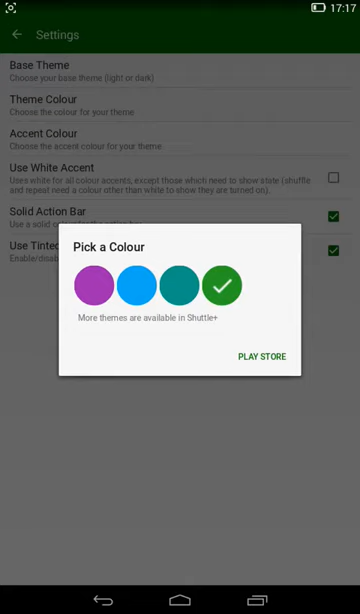 17:17
Settings
Base Theme
Choose your base theme (light or dark)
Theme Colour
Choose the colour for your theme
Accent Colour
Choose the accent colour for your theme
Use White Accent
Uses white for all colour accents, except those which need to show state (shuffle
and repeat need a colour other than white to show they are turned on).
Solid Action Bar
Use a solid colour for the action bar
Use Tinted
Enable/disab
Pick a Colour
More themes are available in Shuttle+
PLAY STORE